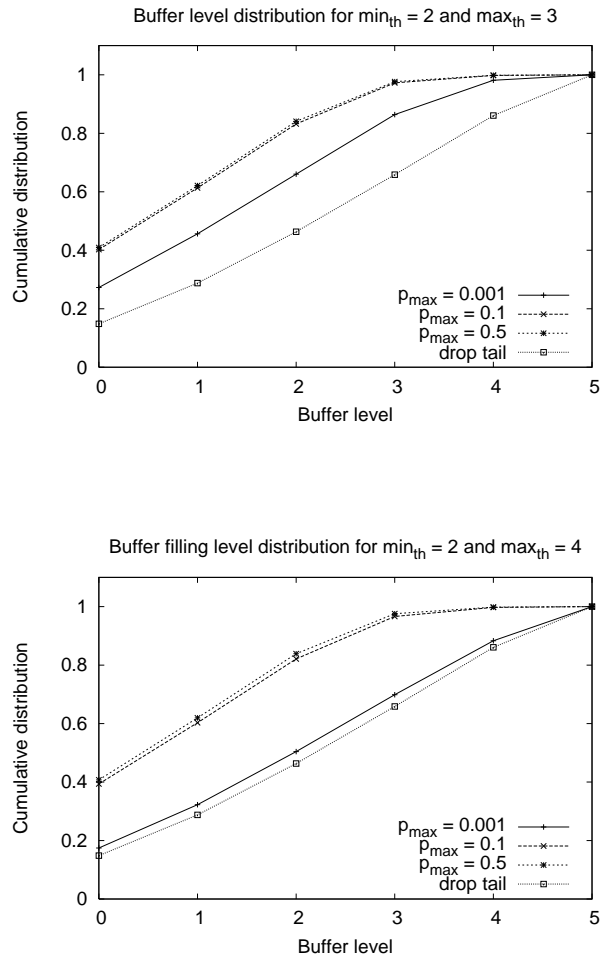 Buffer level distribution for min_th = 2 and max_th = 3
Cumulative distribution
1
0.8
0.6
0.4
0.2
0
p_max = 0.001
p_max = 0.1
p_max = 0.5
drop tail
0 1 2 3 4 5
Buffer level
Buffer filling level distribution for min_th = 2 and max_th = 4
Cumulative distribution
1
0.8
0.6
0.4
0.2
0
p_max = 0.001
p_max = 0.1
p_max = 0.5
drop tail
0 1 2 3 4 5
Buffer level